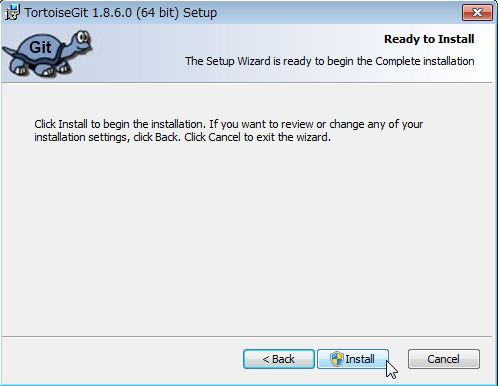 TortoiseGit 1.8.6.0 (64 bit) Setup
Git
Ready to Install
The Setup Wizard is ready to begin the Complete installation
Click Install to begin the installation. If you want to review or change any of your
installation settings, click Back. Click Cancel to exit the wizard.
< Back Install Cancel